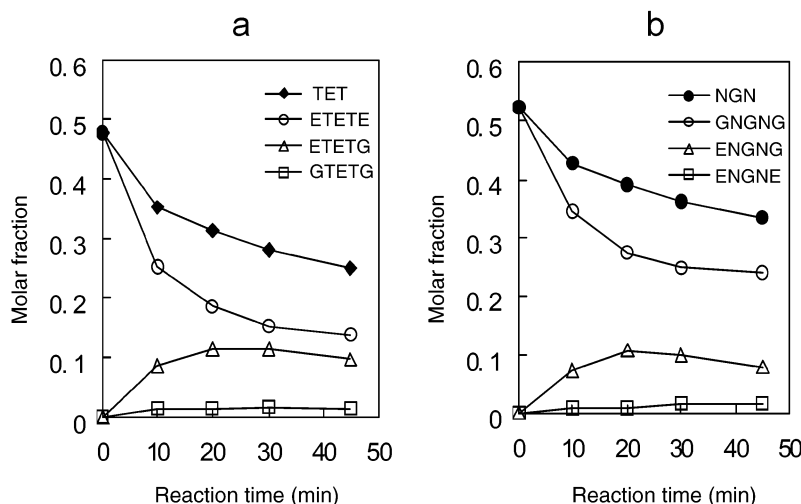 a
0.6
0.5
0.4
0.3
0.2
0.1
0
0 10 20 30 40 50
Molar fraction
Reaction time (min)
TET
ETETE
ETETG
GTETG
b
0.6
0.5
0.4
0.3
0.2
0.1
0
0 10 20 30 40 50
Molar fraction
Reaction time (min)
NGN
GNGNG
ENGNG
ENGNE